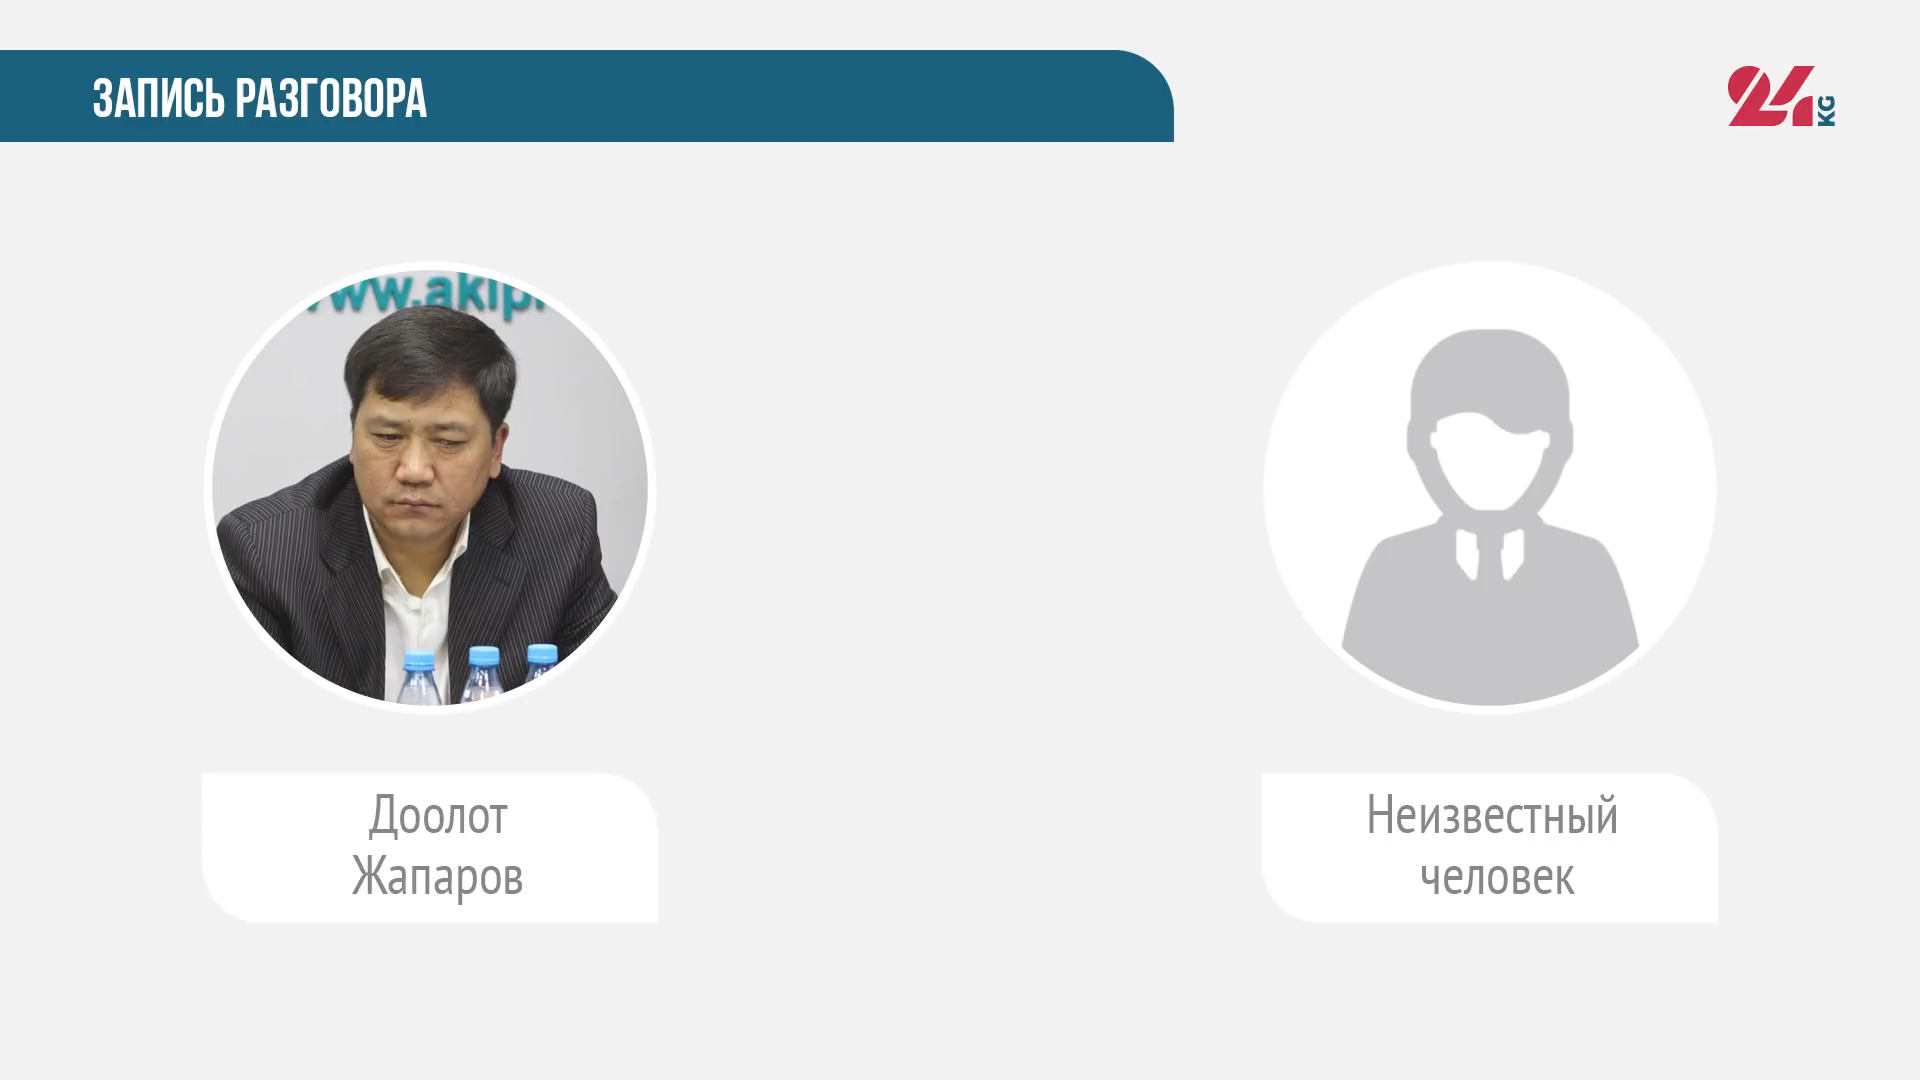 ЗАПИСЬ РАЗГОВОРА
24
KG
www.akip
Доолот
Жапаров
Неизвестный
человек